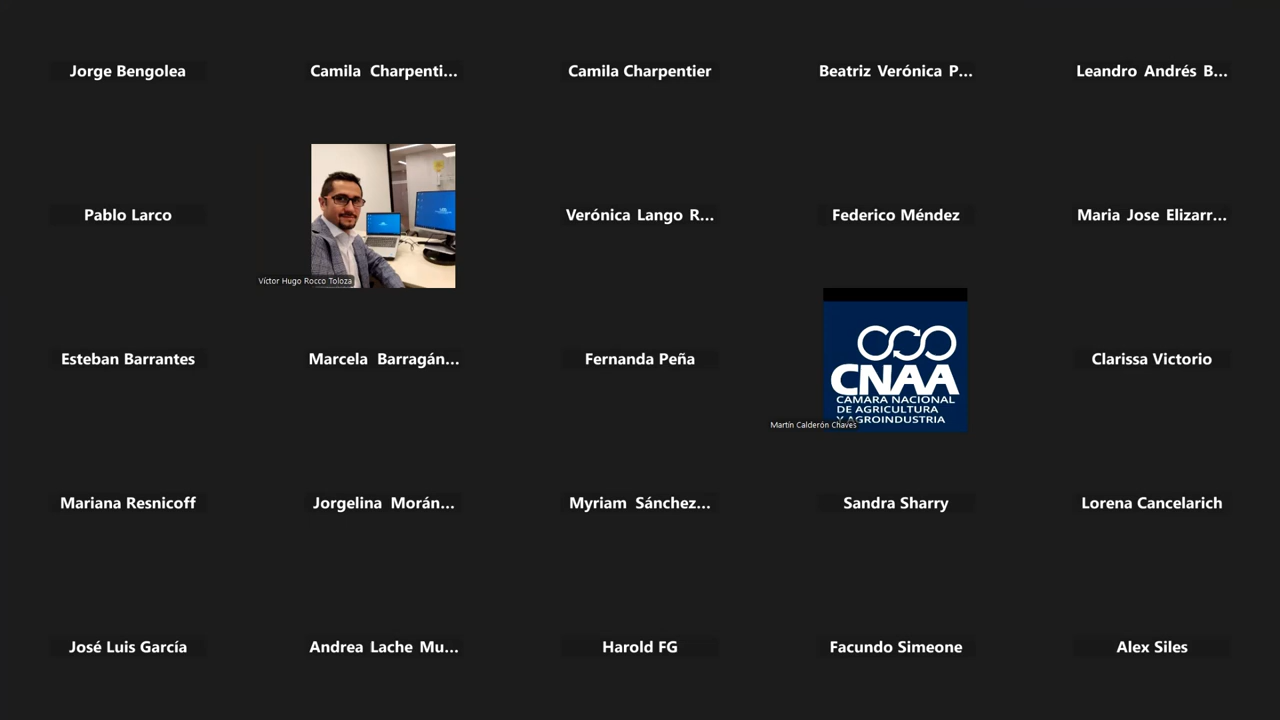 Jorge Bengolea
Camila Charpenti...
Camila Charpentier
Beatriz Verónica P...
Leandro Andrés B...
Pablo Larco
Víctor Hugo Rocco Toloza
Verónica Lango R...
Federico Méndez
Maria Jose Elizarr...
Esteban Barrantes
Marcela Barragán...
Fernanda Peña
CNAA
CAMARA NACIONAL
DE AGRICULTURA
Y AGROINDUSTRIA
Martín Calderón Chaves
Clarissa Victorio
Mariana Resnicoff
Jorgelina Morán...
Myriam Sánchez...
Sandra Sharry
Lorena Cancelarich
José Luis García
Andrea Lache Mu...
Harold FG
Facundo Simeone
Alex Siles